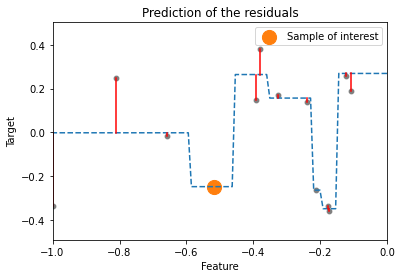 Prediction of the residuals
Sample of interest
0.4
0.2
0.0
−0.2
−0.4
Target
−1.0 −0.8 −0.6 −0.4 −0.2 0.0
Feature